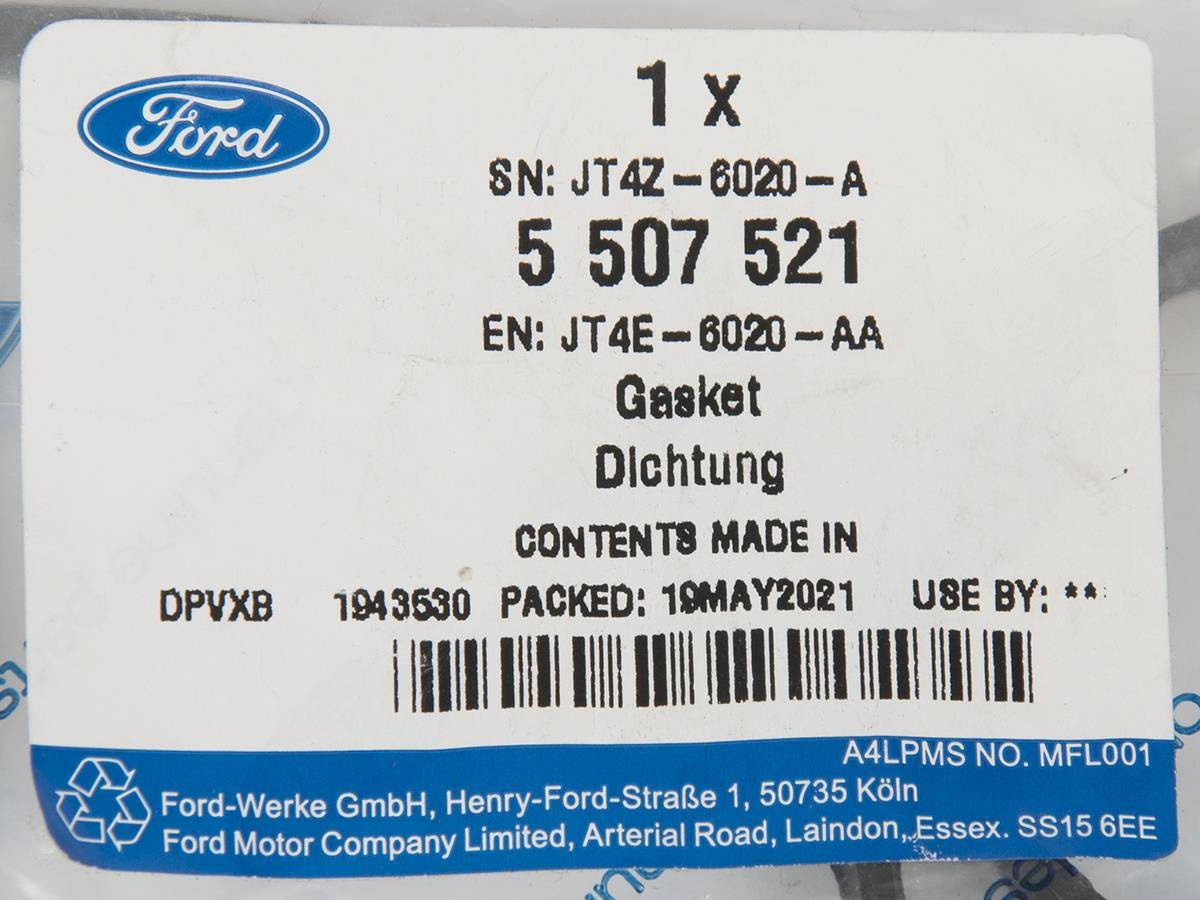 Ford
1 x
SN: JT4Z-6020-A
5 507 521
EN: JT4E-6020-AA
Gasket
Dichtung
CONTENTS MADE IN
DPVXB 1943530 PACKED: 19MAY2021 USE BY: **
A4LPMS NO. MFL001
Ford-Werke GmbH, Henry-Ford-Straße 1, 50735 Köln
Ford Motor Company Limited, Arterial Road, Laindon, Essex. SS15 6EE